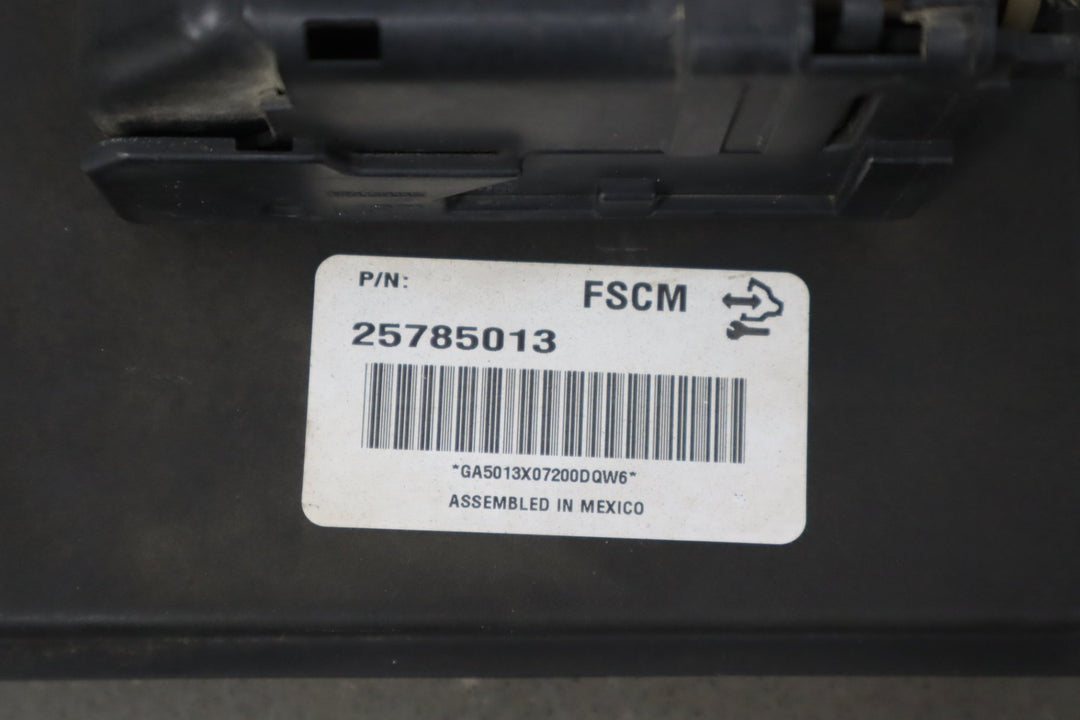 P/N:
FSCM
25785013
*GA5013X07200DQW6*
ASSEMBLED IN MEXICO